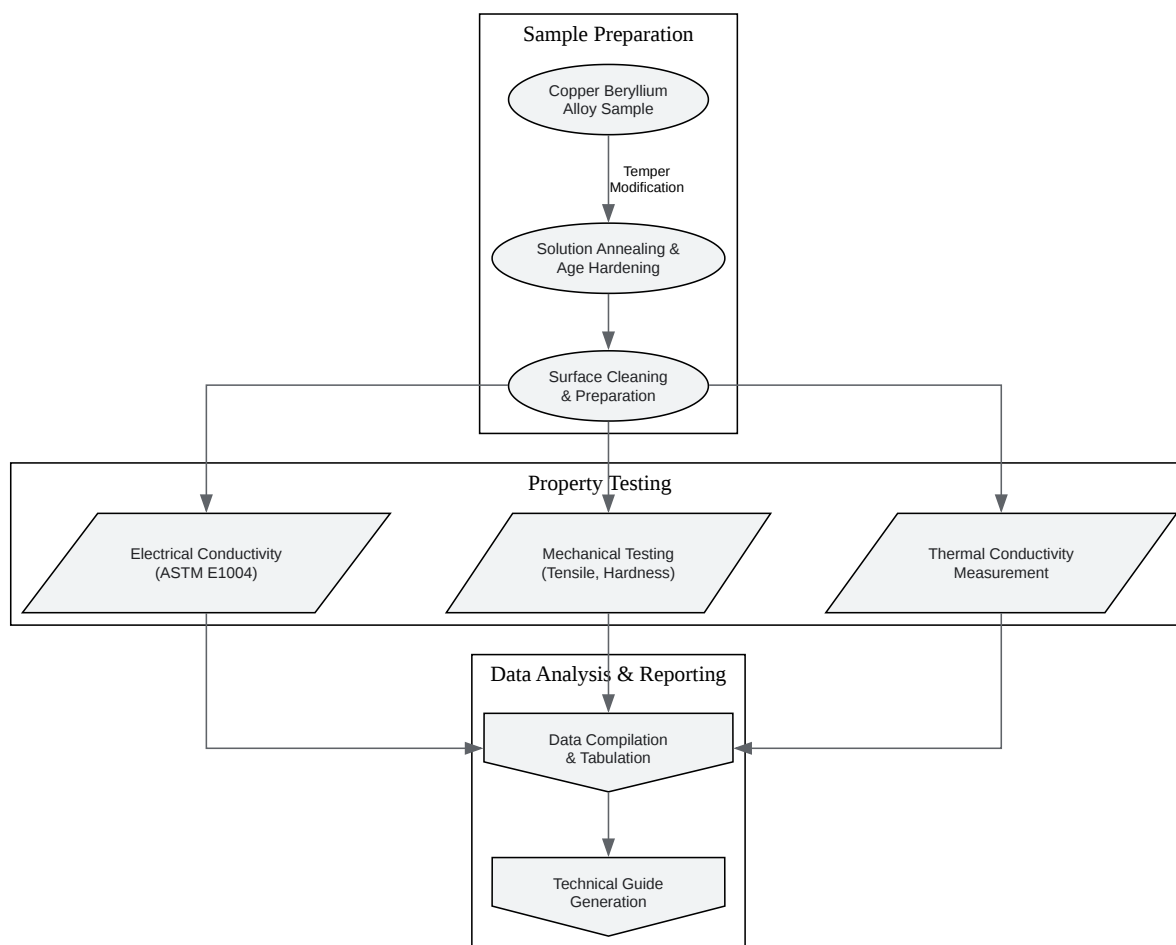 Sample Preparation
Copper Beryllium
Alloy Sample
Temper
Modification
Solution Annealing &
Age Hardening
Surface Cleaning
& Preparation
Property Testing
Electrical Conductivity
(ASTM E1004)
Mechanical Testing
(Tensile, Hardness)
Thermal Conductivity
Measurement
Data Analysis & Reporting
Data Compilation
& Tabulation
Technical Guide
Generation